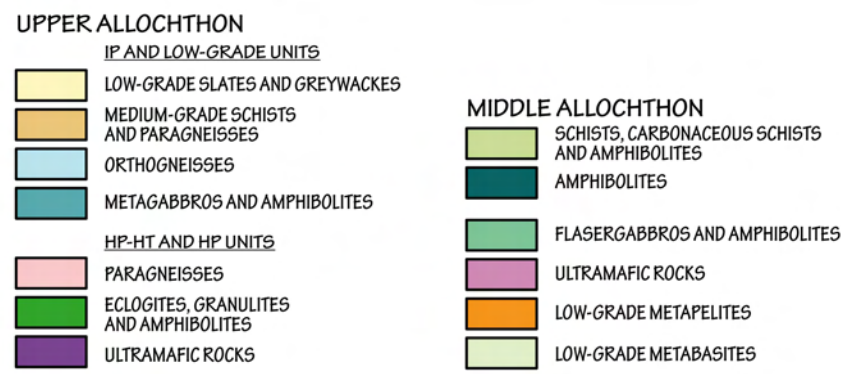 UPPER ALLOCHTHON
IP AND LOW-GRADE UNITS
LOW-GRADE SLATES AND GREYWACKES
MEDIUM-GRADE SCHISTS
AND PARAGNEISSES
ORTHOGNEISSES
METAGABBROS AND AMPHIBOLITES
HP-HT AND HP UNITS
PARAGNEISSES
ECLOGITES, GRANULITES
AND AMPHIBOLITES
ULTRAMAFIC ROCKS
MIDDLE ALLOCHTHON
SCHISTS, CARBONACEOUS SCHISTS
AND AMPHIBOLITES
AMPHIBOLITES
FLASERGABBROS AND AMPHIBOLITES
ULTRAMAFIC ROCKS
LOW-GRADE METAPELITES
LOW-GRADE METABASITES